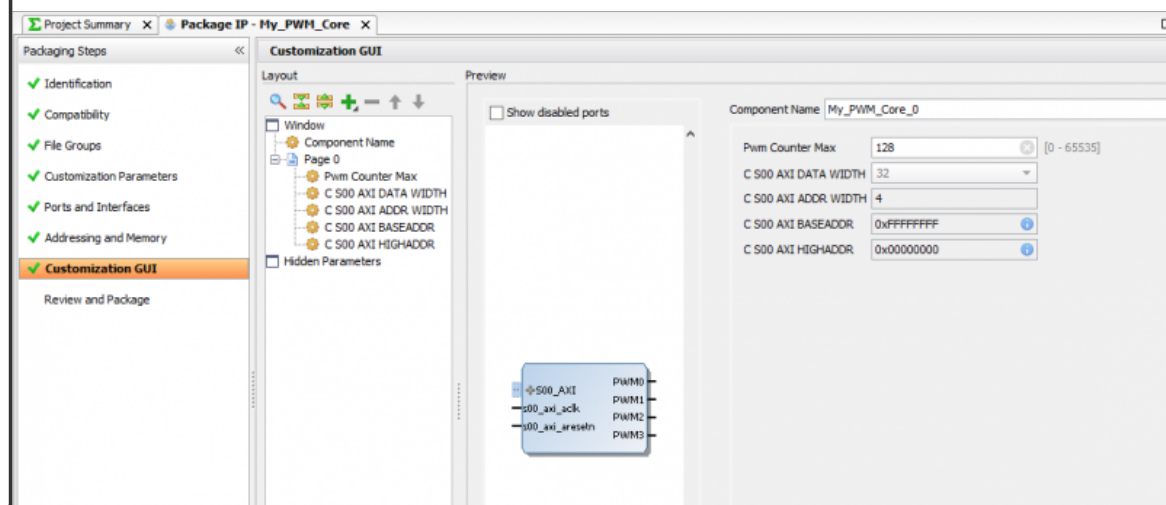 Project Summary
Package IP - My_PWM_Core
Packaging Steps
Identification
Compatibility
File Groups
Customization Parameters
Ports and Interfaces
Addressing and Memory
Customization GUI
Review and Package
Customization GUI
Layout
Window
Component Name
Page 0
Pwm Counter Max
C S00 AXI DATA WIDTH
C S00 AXI ADDR WIDTH
C S00 AXI BASEADDR
C S00 AXI HIGHADDR
Hidden Parameters
Preview
Show disabled ports
S00_AXI
s00_axi_aclk
s00_axi_aresetn
PWM0
PWM1
PWM2
PWM3
Component Name My_PWM_Core_0
Pwm Counter Max 128 [0 - 65535]
C S00 AXI DATA WIDTH 32
C S00 AXI ADDR WIDTH 4
C S00 AXI BASEADDR 0xFFFFFFFF
C S00 AXI HIGHADDR 0x00000000